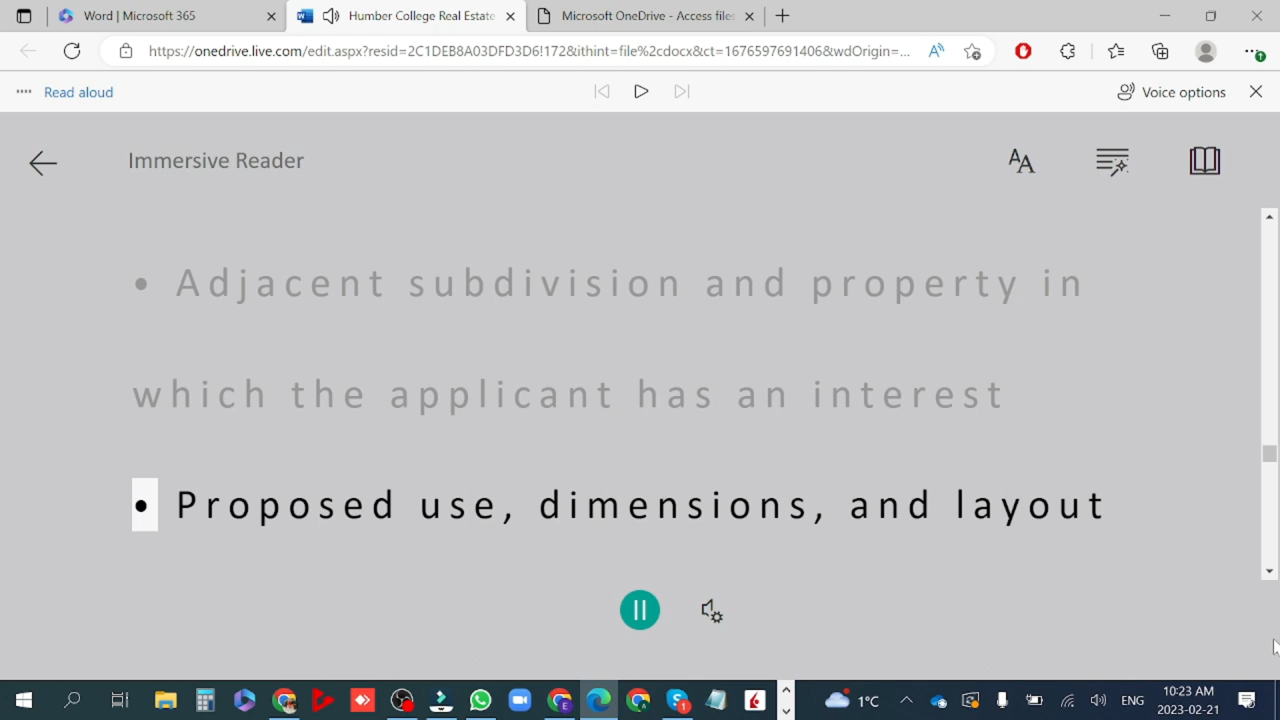 Word | Microsoft 365
Humber College Real Estate
Microsoft OneDrive - Access files
https://onedrive.live.com/edit.aspx?resid=2C1DEB8A03DFD3D6!172&ithint=file%2cdocx&ct=1676597691406&wdOrigin=...
Read aloud
Voice options
Immersive Reader
• Adjacent subdivision and property in
which the applicant has an interest
• Proposed use, dimensions, and layout
1°C
ENG
10:23 AM
2023-02-21